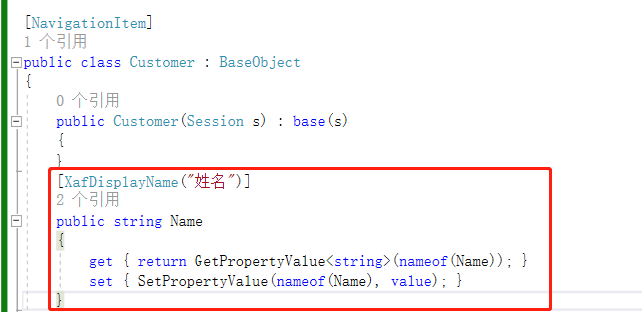 [NavigationItem]
1 个引用
public class Customer : BaseObject
{
0 个引用
public Customer(Session s) : base(s)
{
}
[XafDisplayName("姓名")]
2 个引用
public string Name
{
get { return GetPropertyValue<string>(nameof(Name)); }
set { SetPropertyValue(nameof(Name), value); }
}